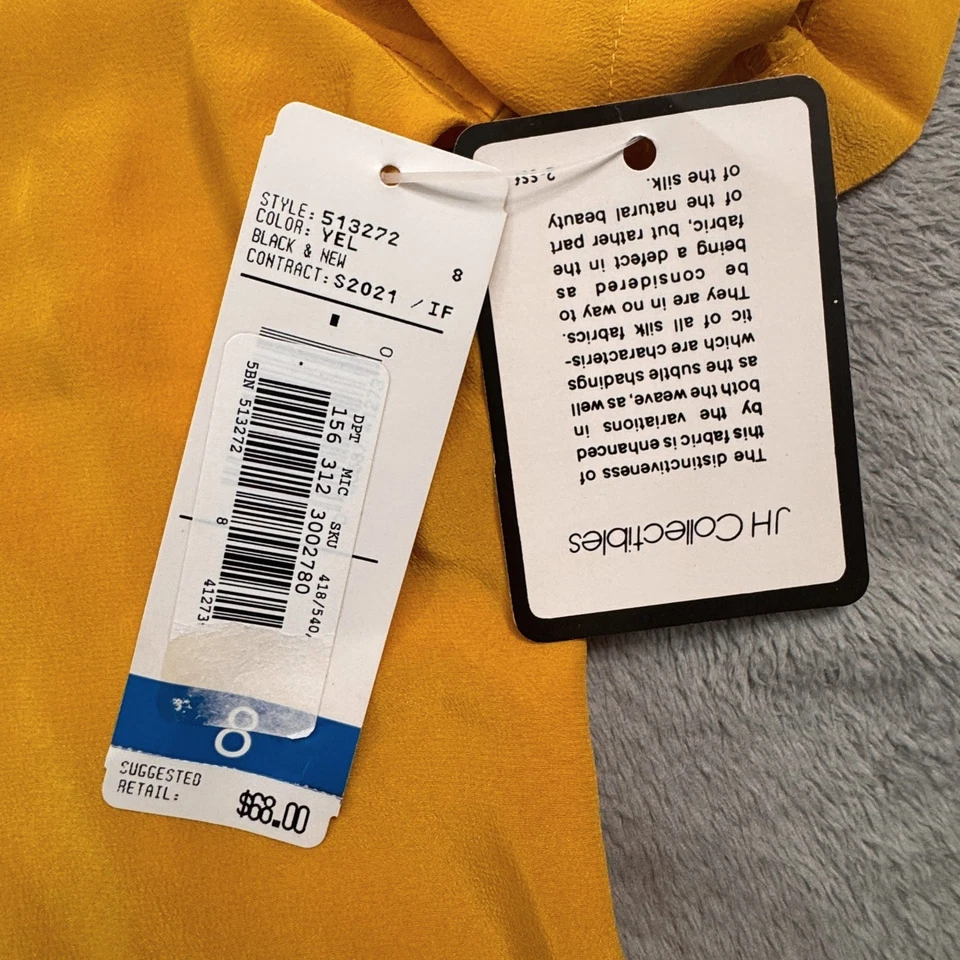 STYLE: 513272
COLOR: YEL
BLACK & NEW 8
CONTRACT: S2021 / IF
DPT MIC SKU
156 312 3002780
418/540,
5BN 513272
8
41273
8
SUGGESTED
RETAIL: $68.00
JH Collectibles
The distinctiveness of
this fabric is enhanced
by the variations in
both the weave, as well
as the subtle shadings
which are characteris-
tic of all silk fabrics.
They are in no way to
be considered as
being a defect in the
fabric, but rather part
of the natural beauty
of the silk.